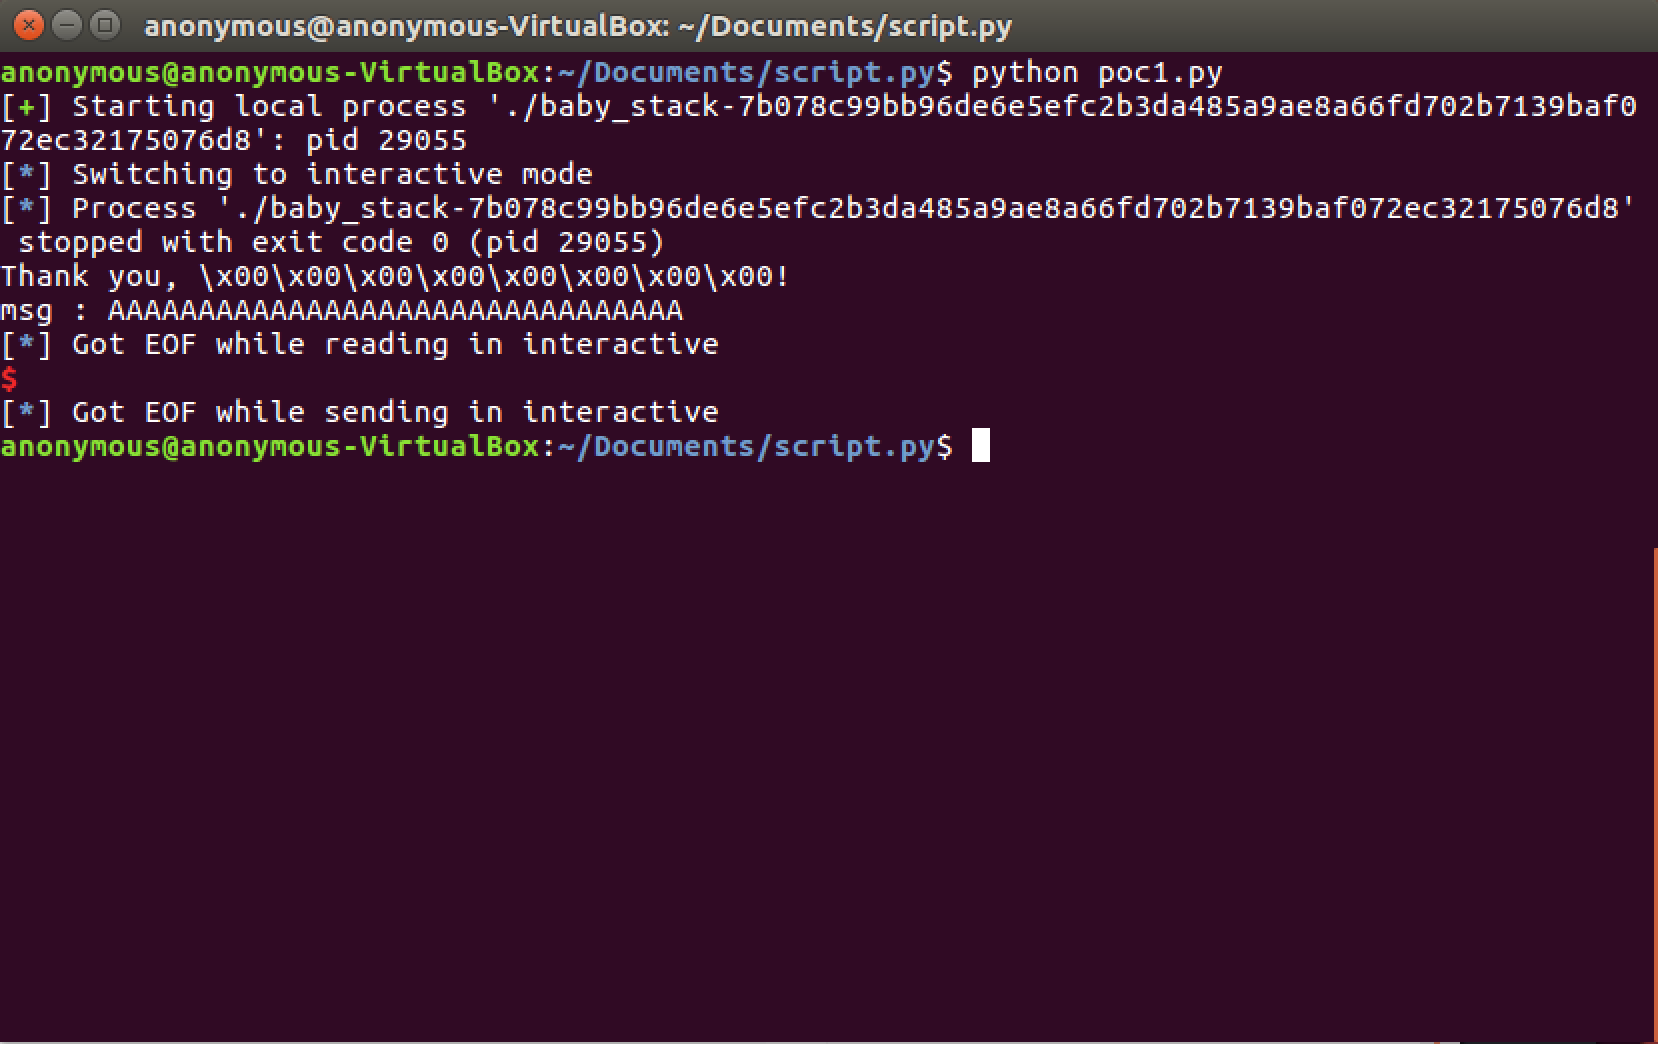 anonymous@anonymous-VirtualBox: ~/Documents/script.py
anonymous@anonymous-VirtualBox:~/Documents/script.py$ python poc1.py
[+] Starting local process './baby_stack-7b078c99bb96de6e5efc2b3da485a9ae8a66fd702b7139baf0
72ec32175076d8': pid 29055
[*] Switching to interactive mode
[*] Process './baby_stack-7b078c99bb96de6e5efc2b3da485a9ae8a66fd702b7139baf072ec32175076d8'
 stopped with exit code 0 (pid 29055)
Thank you, \x00\x00\x00\x00\x00\x00\x00\x00!
msg : AAAAAAAAAAAAAAAAAAAAAAAAAAAAAAAA
[*] Got EOF while reading in interactive
$
[*] Got EOF while sending in interactive
anonymous@anonymous-VirtualBox:~/Documents/script.py$